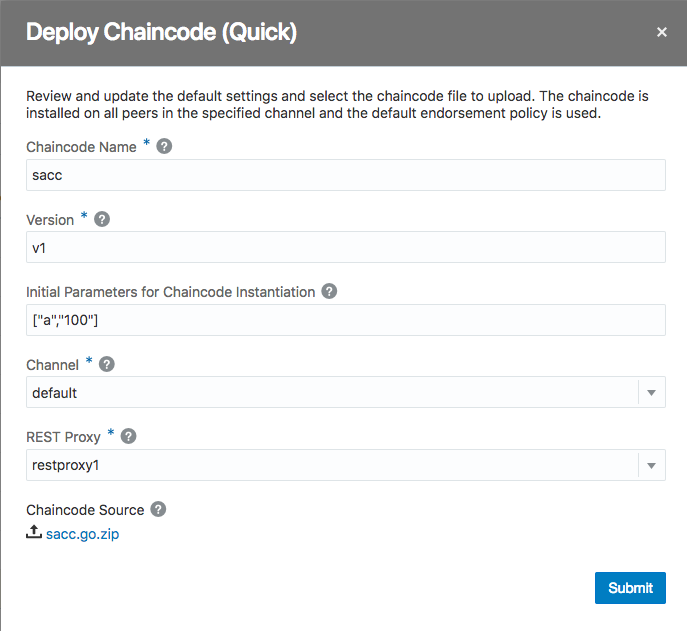 Deploy Chaincode (Quick)
Review and update the default settings and select the chaincode file to upload. The chaincode is
installed on all peers in the specified channel and the default endorsement policy is used.
Chaincode Name * ?
sacc
Version * ?
v1
Initial Parameters for Chaincode Instantiation ?
["a","100"]
Channel * ?
default
REST Proxy * ?
restproxy1
Chaincode Source ?
sacc.go.zip
Submit